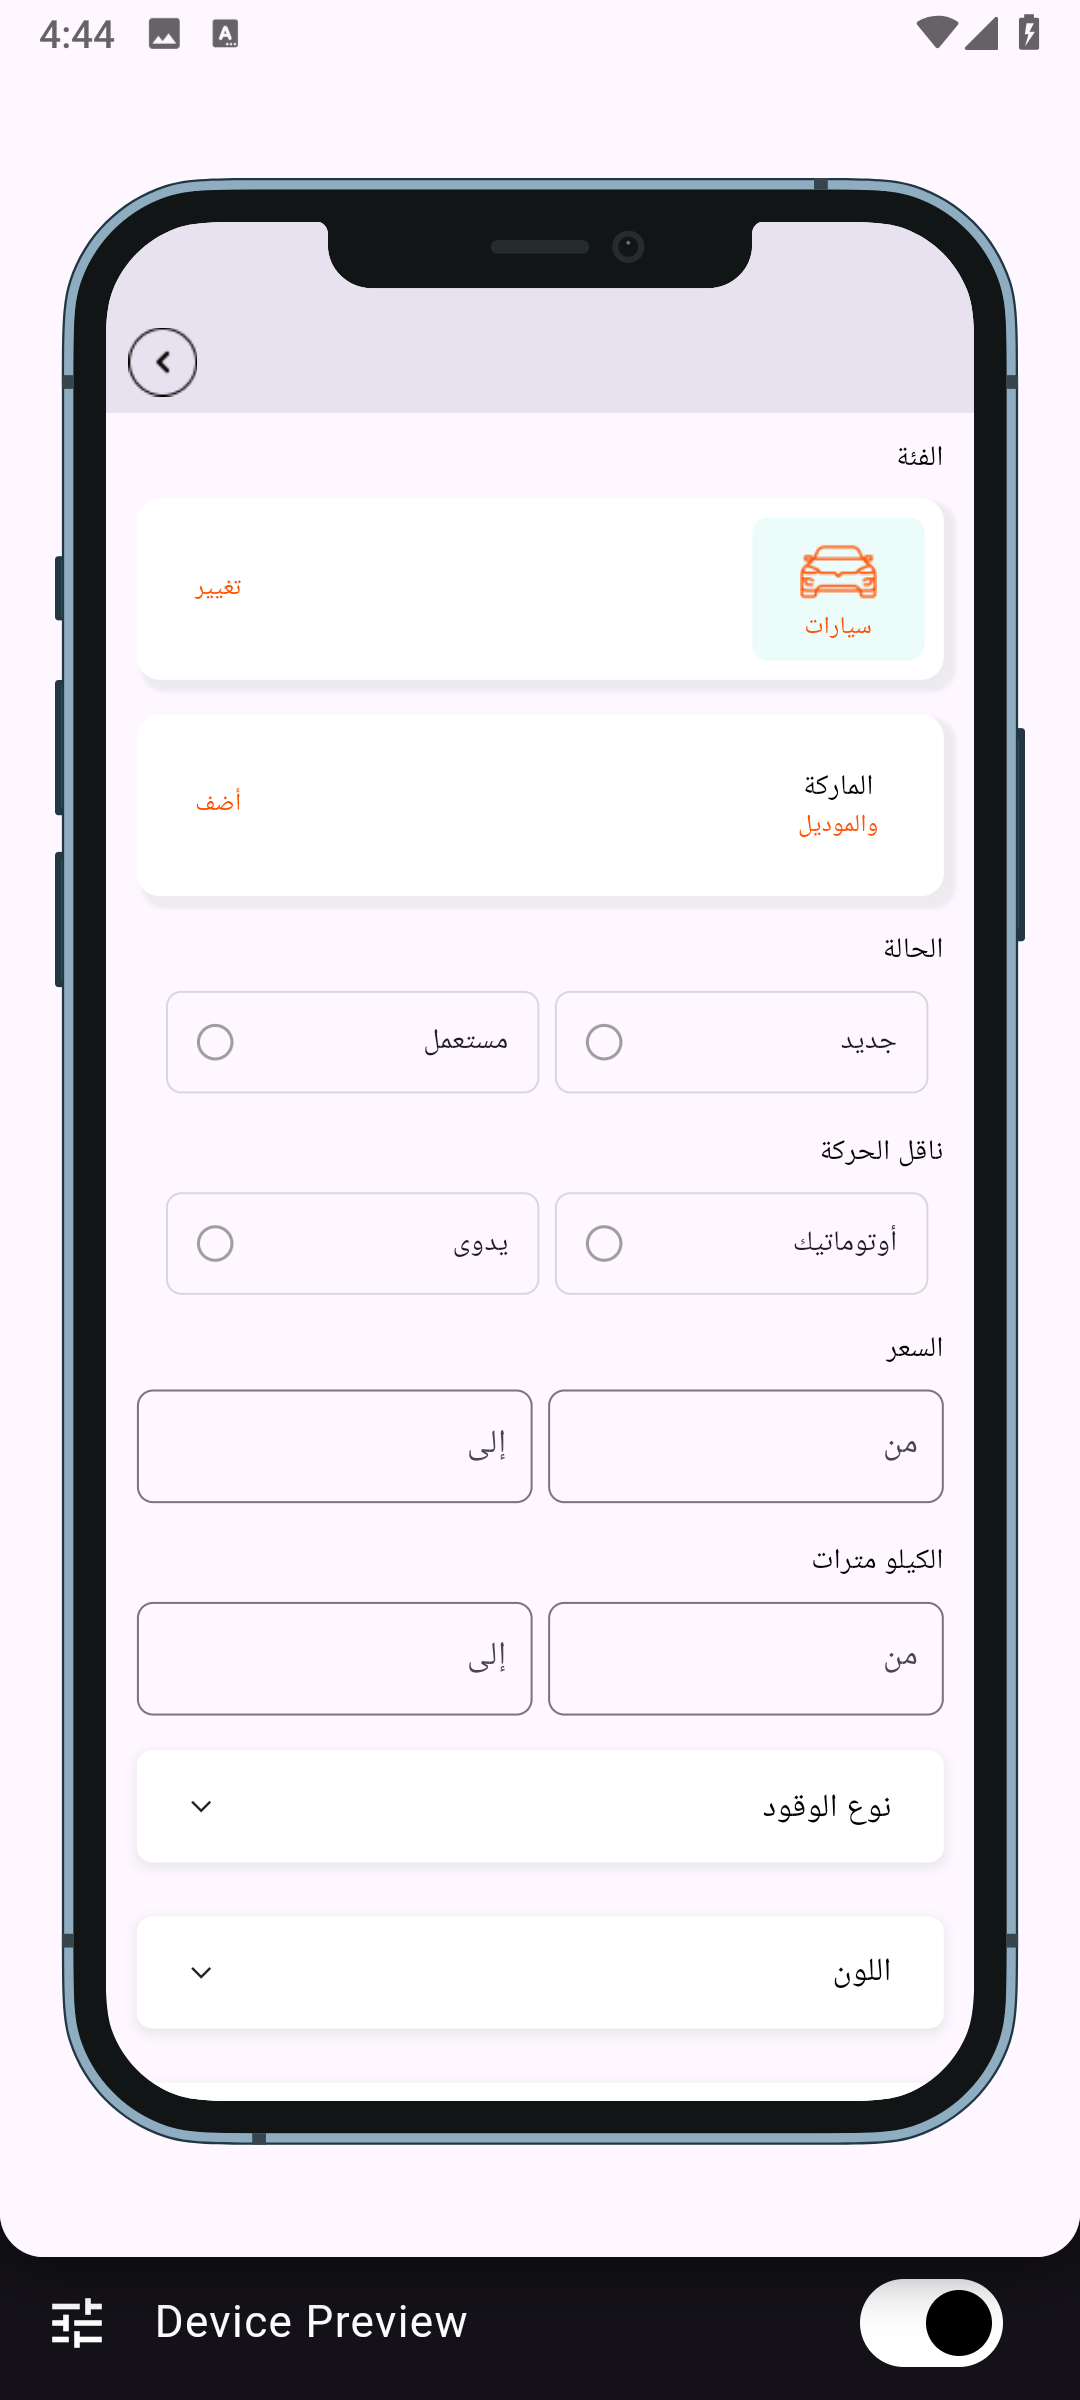 4:44
الفئة
سيارات
تغيير
الماركة
والموديل
أضف
الحالة
جديد
مستعمل
ناقل الحركة
أوتوماتيك
يدوى
السعر
من
إلى
الكيلو مترات
من
إلى
نوع الوقود
اللون
Device Preview